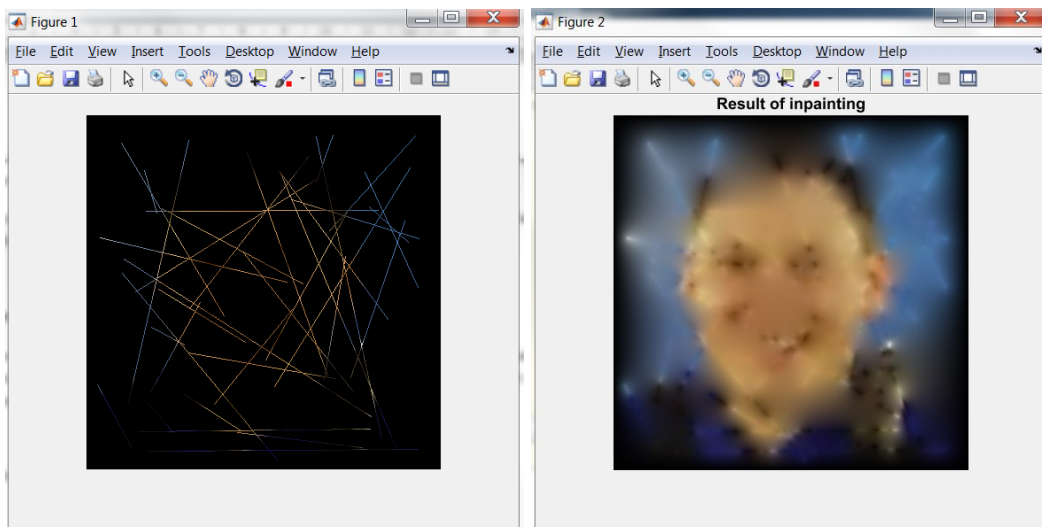 Figure 1
File Edit View Insert Tools Desktop Window Help
Figure 2
File Edit View Insert Tools Desktop Window Help
Result of inpainting